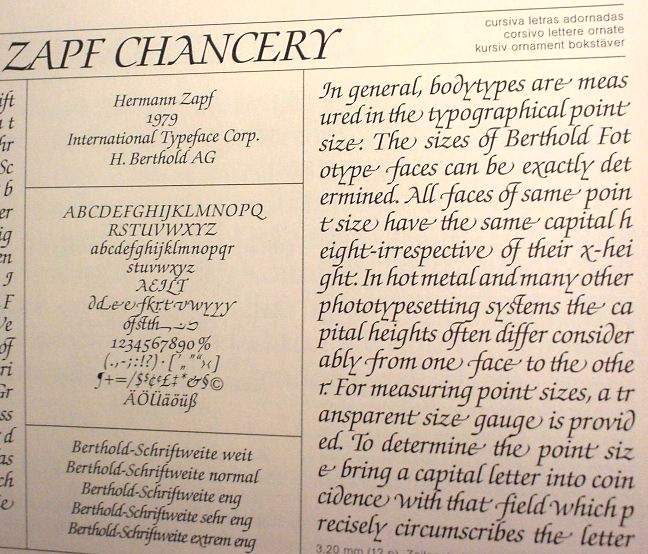 ZAPF CHANCERY
cursiva letras adornadas
corsivo lettere ornate
kursiv ornament bokstäver
Hermann Zapf
1979
International Typeface Corp.
H. Berthold AG
ABCDEFGHIJKLMNOPQ
RSTUVWXYZ
abcdefghijklmnopqr
stuvwxyz
1234567890%
ÄÖÜäöüß
Berthold-Schriftweite weit
Berthold-Schriftweite normal
Berthold-Schriftweite eng
Berthold-Schriftweite sehr eng
Berthold-Schriftweite extrem eng
In general, bodytypes are meas
ured in the typographical point
size. The sizes of Berthold Fot
otype faces can be exactly det
ermined. All faces of same poin
t size have the same capital h
eight-irrespective of their x-hei
ght. In hot metal and many other
phototypesetting systems the ca
pital heights often differ consider
ably from one face to the othe
r. For measuring point sizes, a tr
ansparent size gauge is provid
ed. To determine the point siz
e bring a capital letter into coin
cidence with that field which p
recisely circumscribes the letter